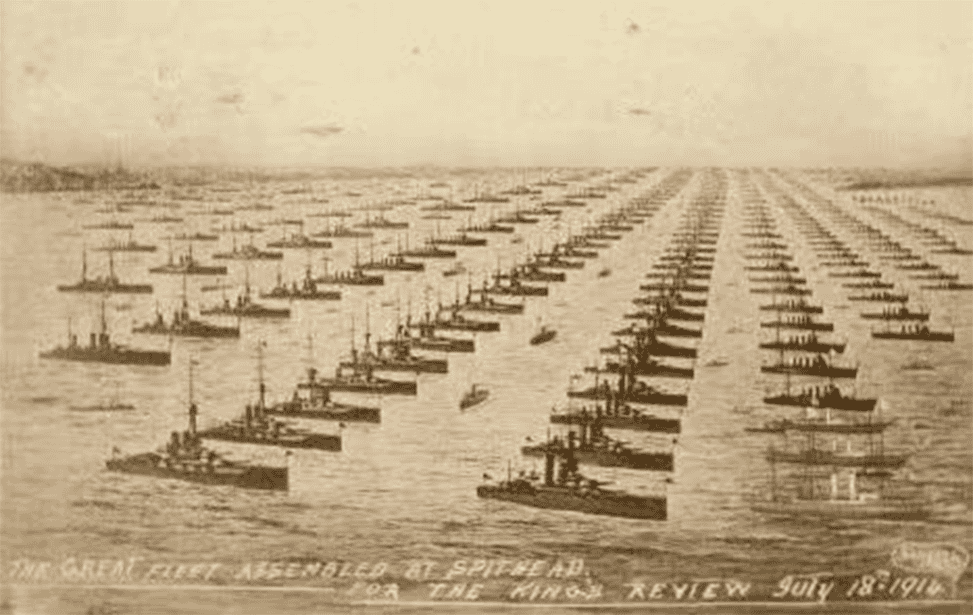 THE GREAT FLEET ASSEMBLED AT SPITHEAD.
FOR THE KING'S REVIEW July 18th 1914.